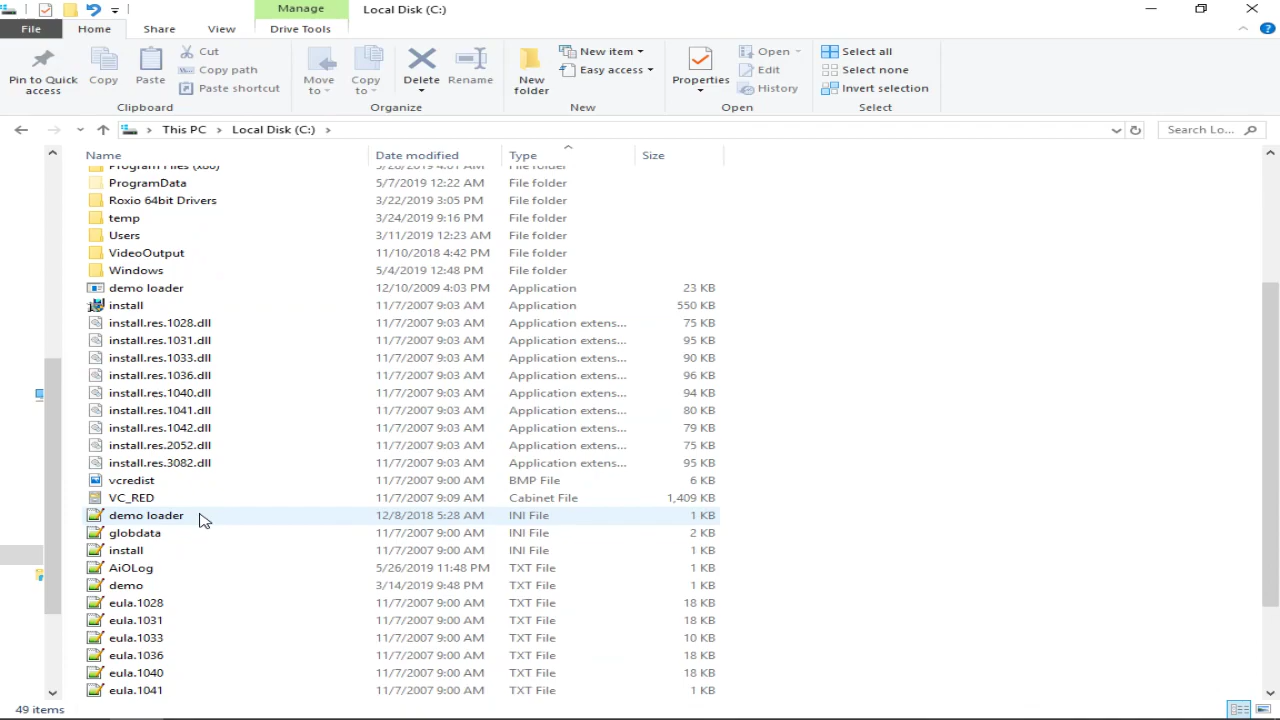 Manage Local Disk (C:)
File Home Share View Drive Tools
Pin to Quick access
Copy
Paste
Cut
Copy path
Paste shortcut
Clipboard
Move to
Copy to
Delete
Rename
Organize
New folder
New item
Easy access
New
Properties
Open
Edit
History
Open
Select all
Select none
Invert selection
Select
This PC > Local Disk (C:) >
Search Lo...
Name Date modified Type Size
Program Files (x86) 5/26/2019 4:01 AM File folder
ProgramData 5/7/2019 12:22 AM File folder
Roxio 64bit Drivers 3/22/2019 3:05 PM File folder
temp 3/24/2019 9:16 PM File folder
Users 3/11/2019 12:23 AM File folder
VideoOutput 11/10/2018 4:42 PM File folder
Windows 5/4/2019 12:48 PM File folder
demo loader 12/10/2009 4:03 PM Application 23 KB
install 11/7/2007 9:03 AM Application 550 KB
install.res.1028.dll 11/7/2007 9:03 AM Application extens... 75 KB
install.res.1031.dll 11/7/2007 9:03 AM Application extens... 95 KB
install.res.1033.dll 11/7/2007 9:03 AM Application extens... 90 KB
install.res.1036.dll 11/7/2007 9:03 AM Application extens... 96 KB
install.res.1040.dll 11/7/2007 9:03 AM Application extens... 94 KB
install.res.1041.dll 11/7/2007 9:03 AM Application extens... 80 KB
install.res.1042.dll 11/7/2007 9:03 AM Application extens... 79 KB
install.res.2052.dll 11/7/2007 9:03 AM Application extens... 75 KB
install.res.3082.dll 11/7/2007 9:03 AM Application extens... 95 KB
vcredist 11/7/2007 9:00 AM BMP File 6 KB
VC_RED 11/7/2007 9:09 AM Cabinet File 1,409 KB
demo loader 12/8/2018 5:28 AM INI File 1 KB
globdata 11/7/2007 9:00 AM INI File 2 KB
install 11/7/2007 9:00 AM INI File 1 KB
AiOLog 5/26/2019 11:48 PM TXT File 1 KB
demo 3/14/2019 9:48 PM TXT File 1 KB
eula.1028 11/7/2007 9:00 AM TXT File 18 KB
eula.1031 11/7/2007 9:00 AM TXT File 18 KB
eula.1033 11/7/2007 9:00 AM TXT File 10 KB
eula.1036 11/7/2007 9:00 AM TXT File 18 KB
eula.1040 11/7/2007 9:00 AM TXT File 18 KB
eula.1041 11/7/2007 9:00 AM TXT File 1 KB
49 items